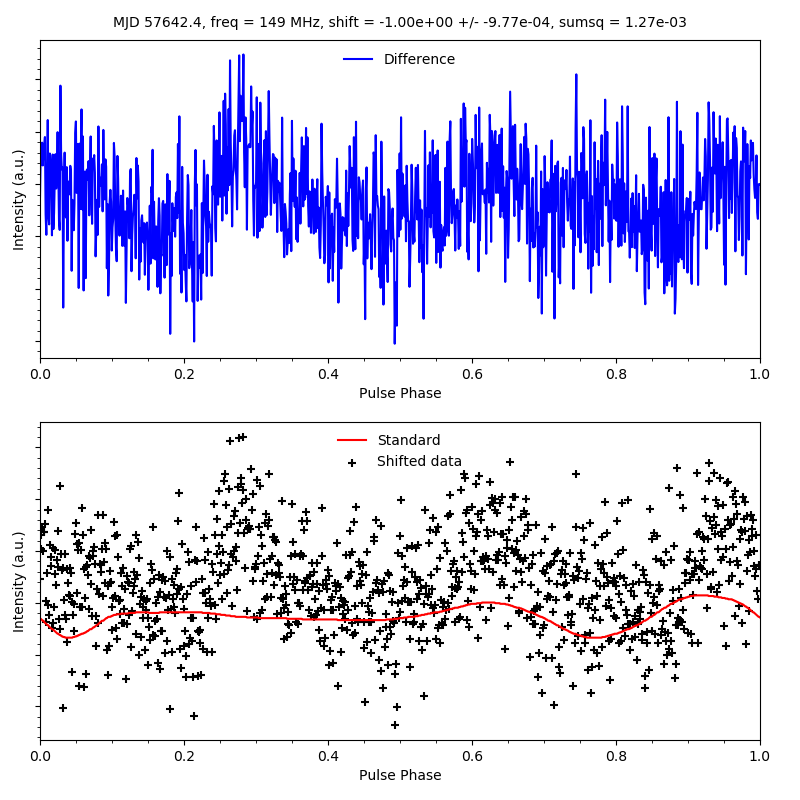 MJD 57642.4, freq = 149 MHz, shift = -1.00e+00 +/- -9.77e-04, sumsq = 1.27e-03
Difference
Intensity (a.u.)
0.0 0.2 0.4 0.6 0.8 1.0
Pulse Phase
Standard
Shifted data
Intensity (a.u.)
0.0 0.2 0.4 0.6 0.8 1.0
Pulse Phase